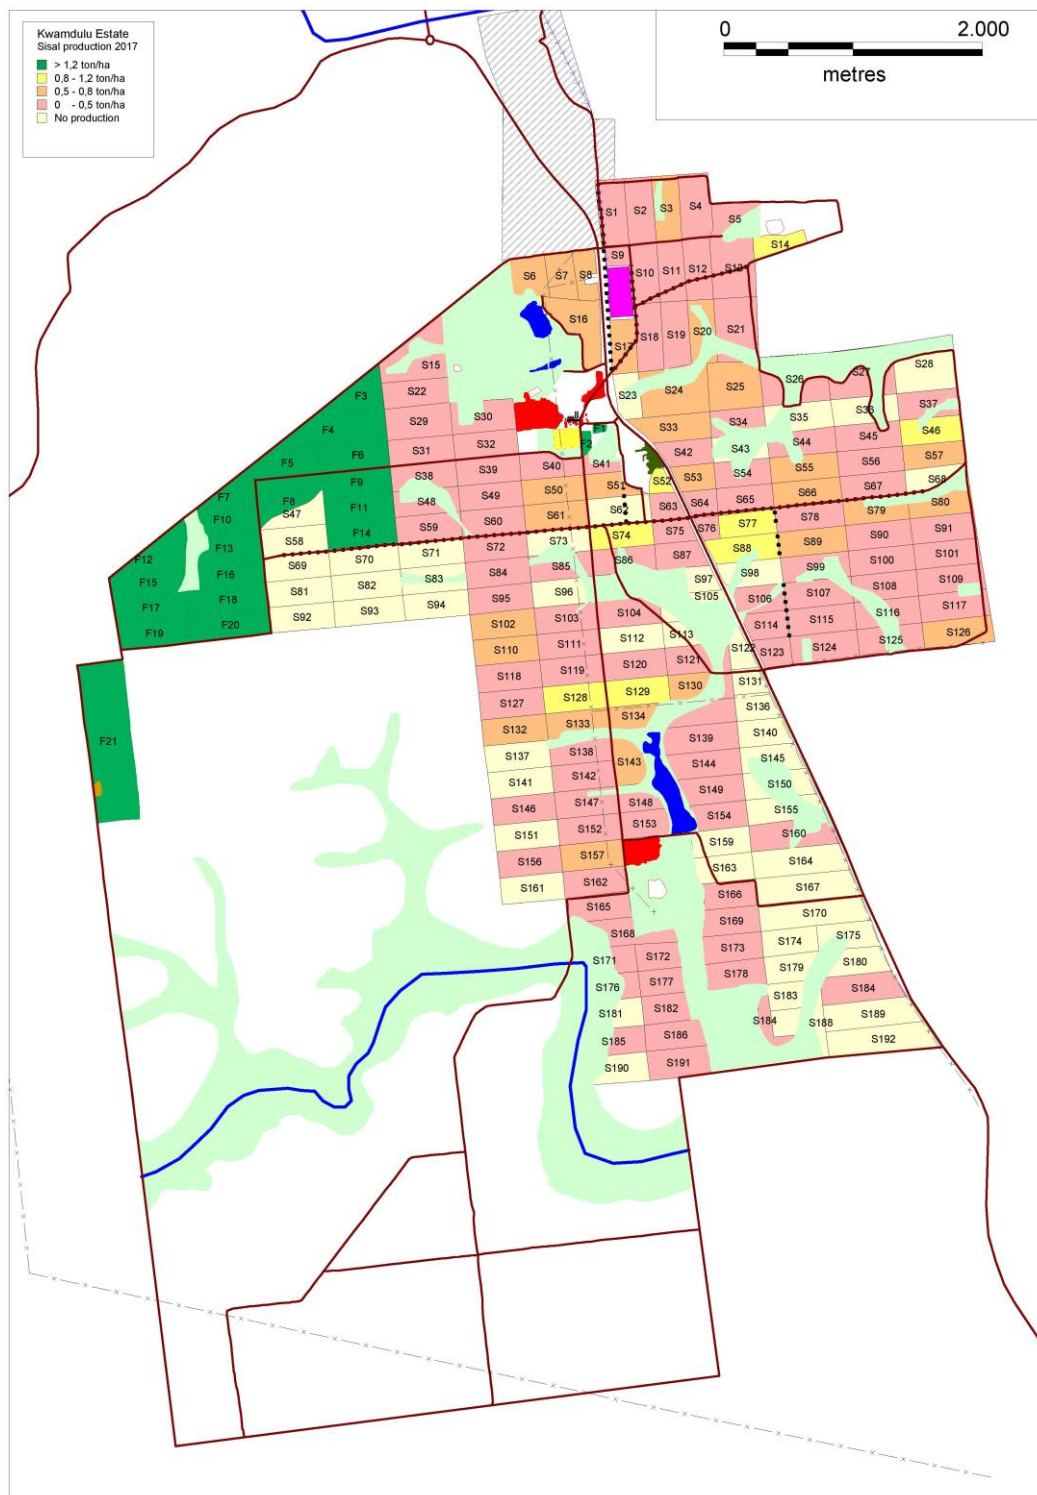 Kwamdulu Estate
Sisal production 2017
> 1,2 ton/ha
0,8 - 1,2 ton/ha
0,5 - 0,8 ton/ha
0 - 0,5 ton/ha
No production
0 2.000
metres
S1 S2 S3 S4 S5
S14
S9 S10 S11 S12 S13
S6 S7 S8
S16
S17 S18 S19 S20 S21
S15
S22
S23 S24 S25 S26 S27 S28
F3
F4
F5 F6
S29 S30
S31 S32
F1
F2
S33 S34 S35 S36 S37
S38 S39 S40 S41 S42 S43 S44 S45 S46
F7 F8 F9
S47 S48 S49 S50 S51 S52 S53 S54 S55 S56 S57
F10 F11
S58 S59 S60 S61 S63 S64 S65 S66 S67 S68
F12 F13 F14
S69 S70 S71 S72 S73 S74 S75 S76 S77 S78 S79 S80
F15 F16
S81 S82 S83 S84 S85 S86 S87 S88 S89 S90 S91
F17 F18
S92 S93 S94 S95 S96 S97 S98 S99 S100 S101
F19 F20
S102 S103 S104 S105 S106 S107 S108 S109
S110 S111 S112 S113 S114 S115 S116 S117
S118 S119 S120 S121 S122 S123 S124 S125 S126
F21
S127 S128 S129 S130 S131
S132 S133 S134 S136
S137 S138 S139 S140
S141 S142 S143 S144 S145
S146 S147 S148 S149 S150
S151 S152 S153 S154 S155
S156 S157 S159 S160
S161 S162 S163 S164
S165 S166 S167
S168 S169 S170
S171 S172 S173 S174 S175
S176 S177 S178 S179 S180
S181 S182 S183 S184
S184 S188 S189
S185 S186 S192
S190 S191